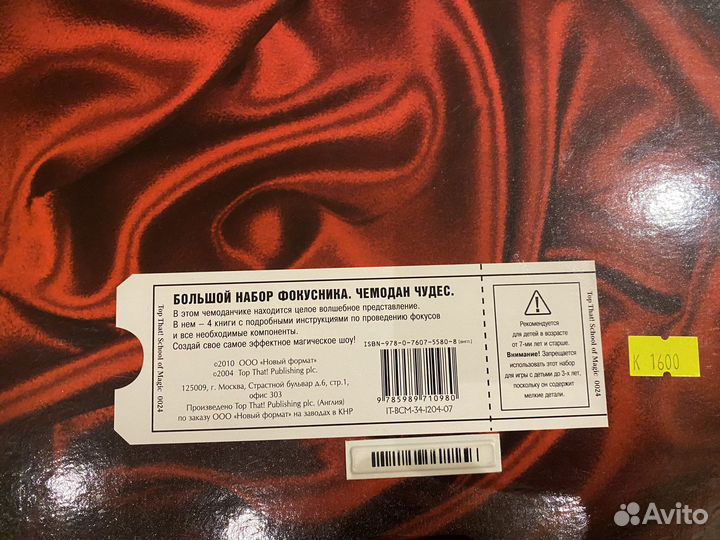 БОЛЬШОЙ НАБОР ФОКУСНИКА. ЧЕМОДАН ЧУДЕС.
В этом чемоданчике находится целое волшебное представление.
В нем – 4 книги с подробными инструкциями по проведению фокусов
и все необходимые компоненты.
Создай свое самое эффектное магическое шоу!
©2010 ООО «Новый формат»
©2004 Top That! Publishing plc.
125009, г. Москва, Страстной бульвар д.6, стр.1,
офис 303
Произведено Top That! Publishing plc. (Англия)
по заказу ООО «Новый формат» на заводах в КНР
ISBN-978-0-7607-5580-8 (англ.)
9 785989 710980
IT-BCM-34-1204-07
Top That! School of Magic 0024
Рекомендуется
для детей в возрасте
от 7-ми лет и старше.
Внимание! Запрещается
использовать этот набор
для игры с детьми до 3-х лет,
поскольку он содержит
мелкие детали.
Top That! School of Magic 0024
К 1600
Avito